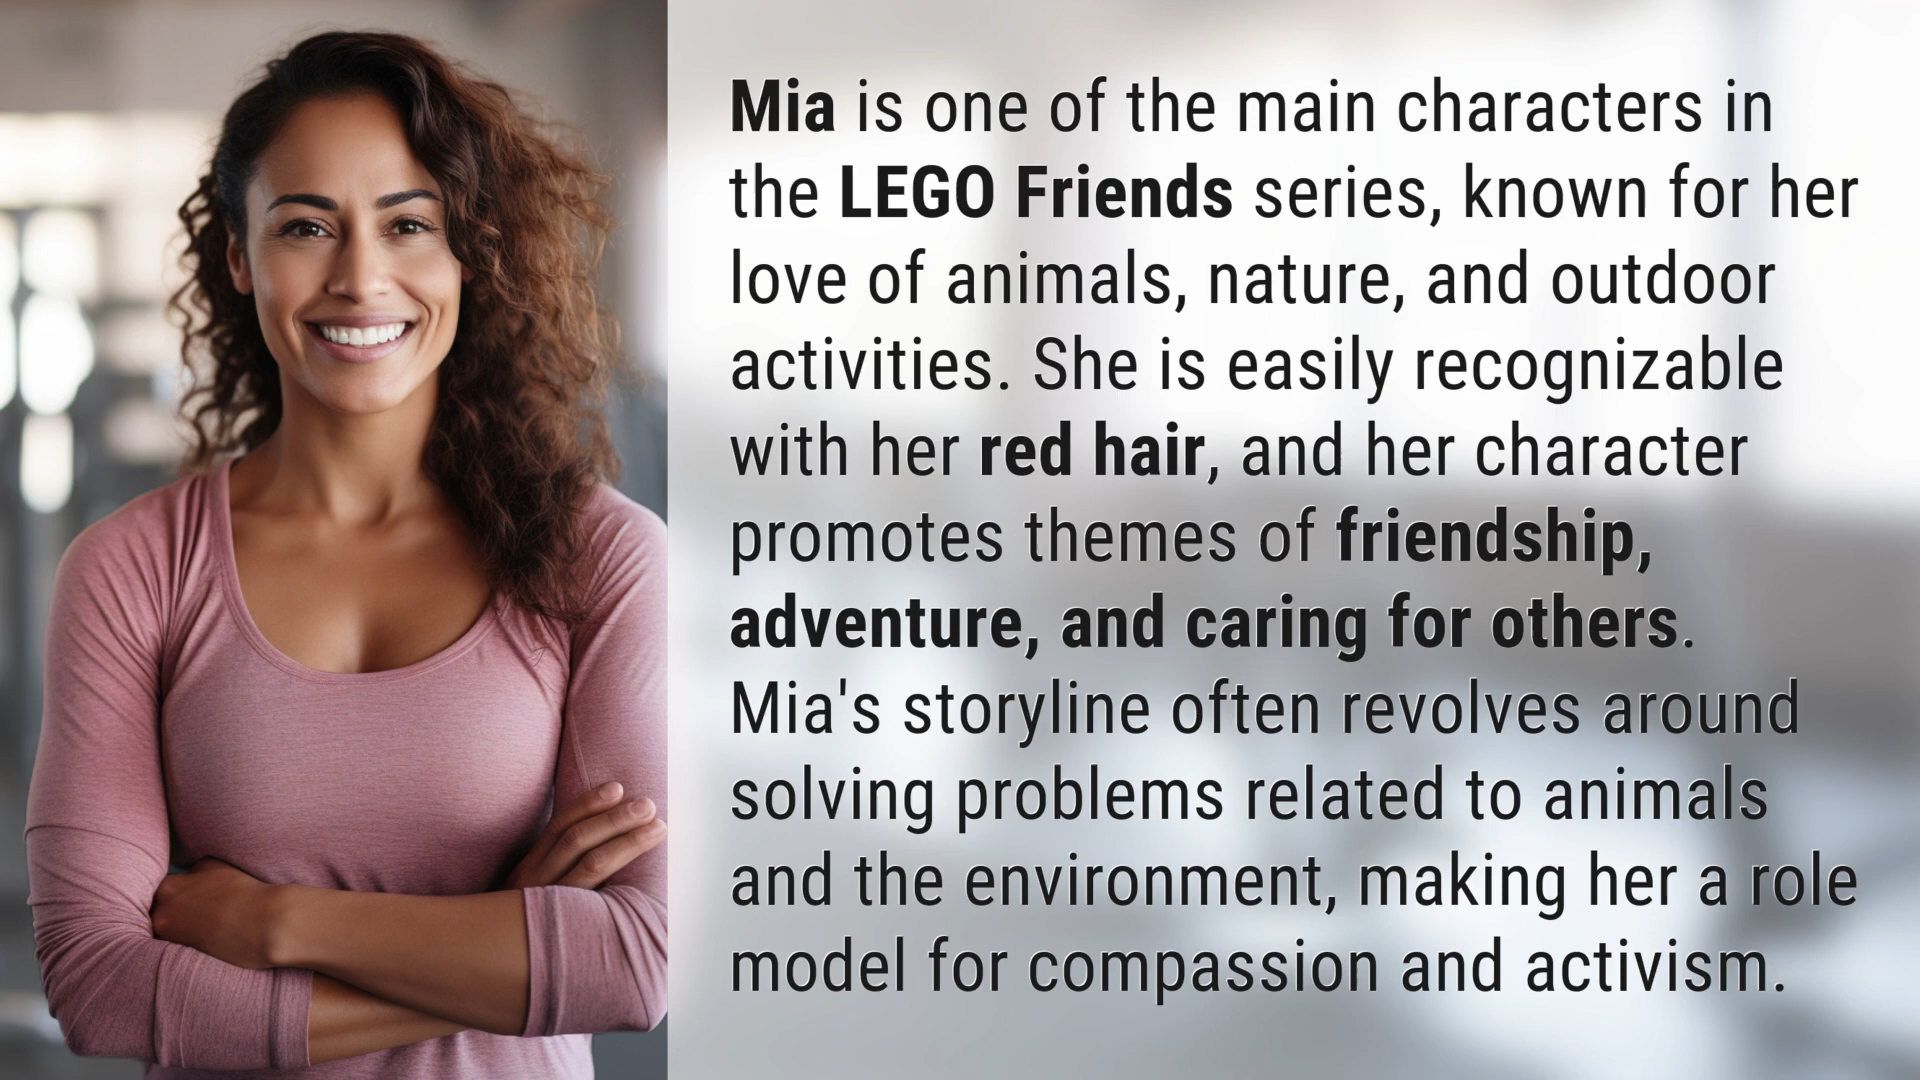 Mia is one of the main characters in
the LEGO Friends series, known for her
love of animals, nature, and outdoor
activities. She is easily recognizable
with her red hair, and her character
promotes themes of friendship,
adventure, and caring for others.
Mia's storyline often revolves around
solving problems related to animals
and the environment, making her a role
model for compassion and activism.